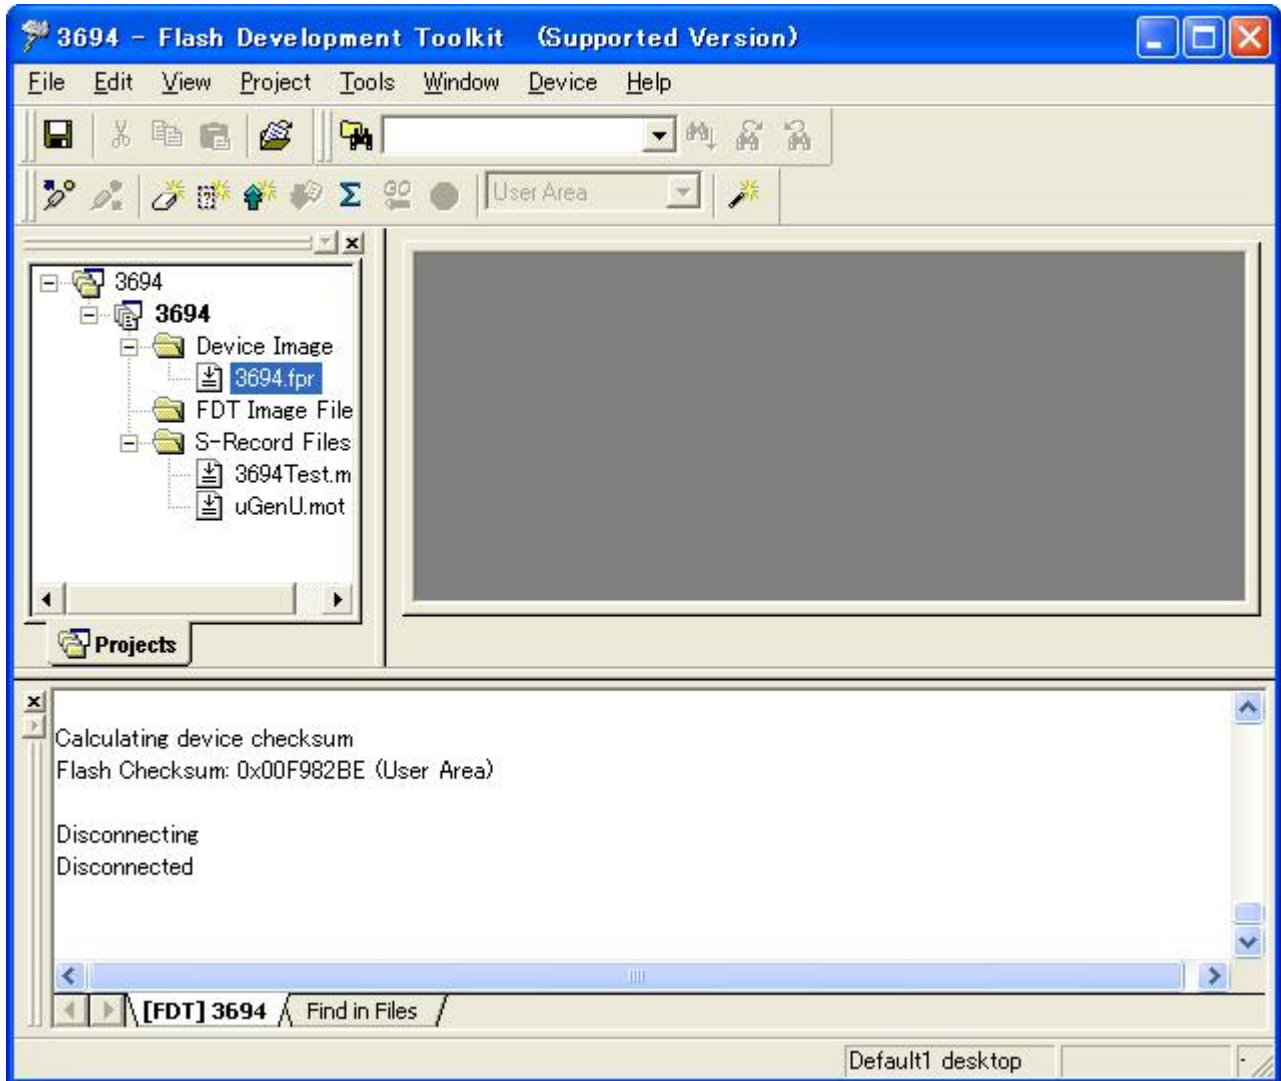 3694 - Flash Development Toolkit (Supported Version)
File Edit View Project Tools Window Device Help
User Area
3694
3694
Device Image
3694.fpr
FDT Image File
S-Record Files
3694Test.m
uGenU.mot
Projects
Calculating device checksum
Flash Checksum: 0x00F982BE (User Area)
Disconnecting
Disconnected
[FDT] 3694 Find in Files
Default1 desktop